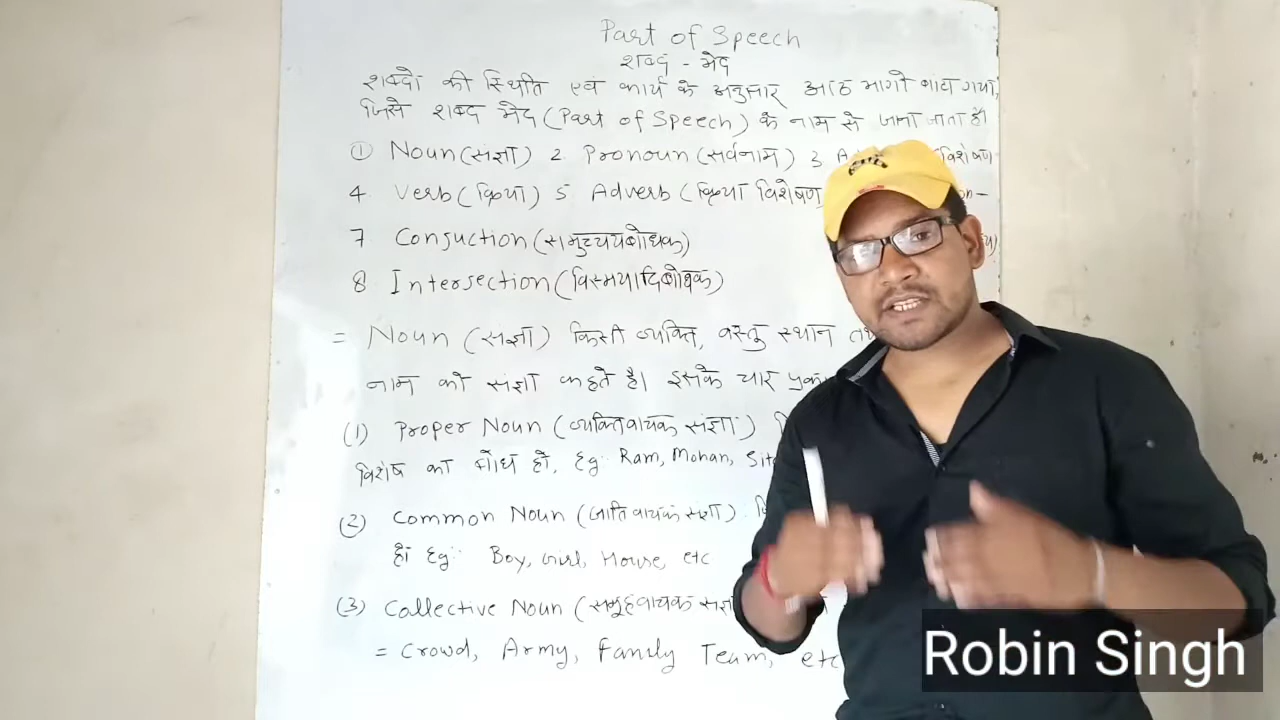 Part of Speech
शब्द - भेद
शब्दो की स्थिति एवं कार्य के अनुसार आठ भागो बांटा गया,
जिसे शब्द भेद (Part of Speech) के नाम से जाना जाता है।
① Noun (संज्ञा) 2. Pronoun (सर्वनाम) 3 (विशेषण
4. Verb (क्रिया) 5 Adverb (क्रिया विशेषण
7 Conjuction (समुच्चयबोधक)
8 Intersection (विस्मयादिबोधक)
= Noun (संज्ञा) किसी व्यक्ति, वस्तु स्थान
नाम को संज्ञा कहते है। इसके चार
(1) Proper Noun (व्यक्तिवाचक संज्ञा)
विशेष का बोध हो, Eg: Ram, Mohan,
(2) Common Noun (जातिवाचक संज्ञा) :
हो। Eg:- Boy, Girl, House, etc
(3) Collective Noun (समूहवाचक
= Crowd, Army, Family Team, etc
Robin Singh